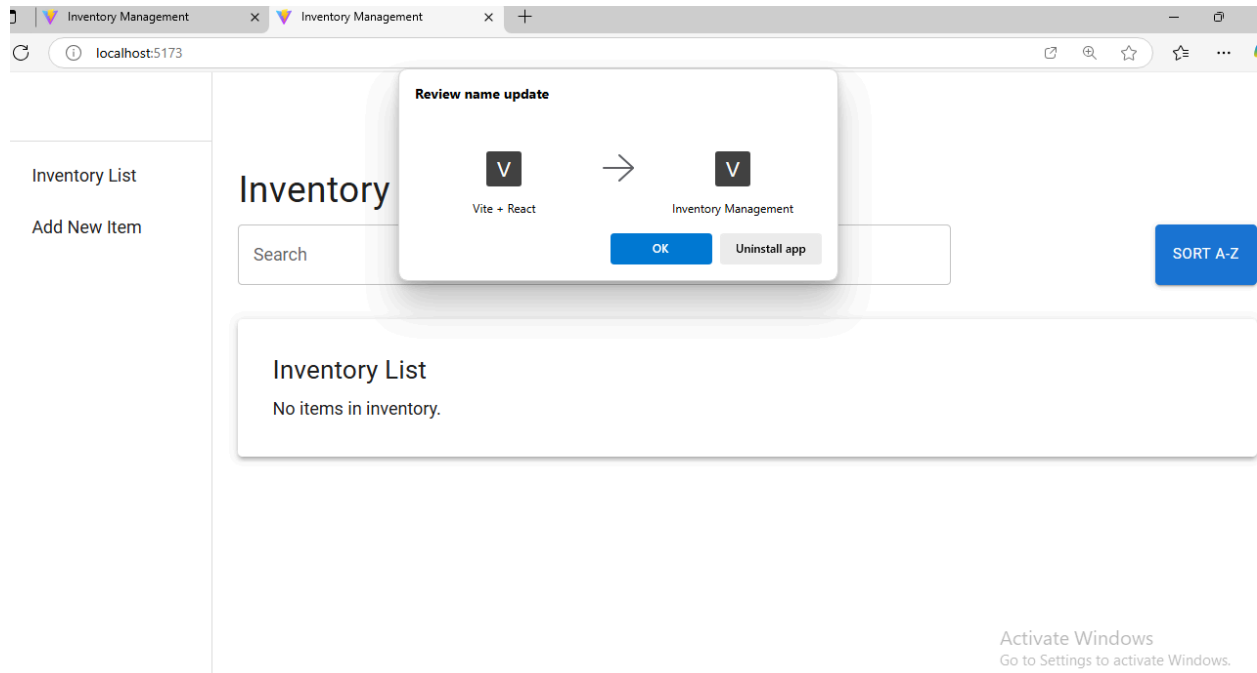 Inventory Management
Inventory Management
localhost:5173
Review name update
V
V
Vite + React
Inventory Management
OK
Uninstall app
Inventory List
Add New Item
Inventory
Search
SORT A-Z
Inventory List
No items in inventory.
Activate Windows
Go to Settings to activate Windows.